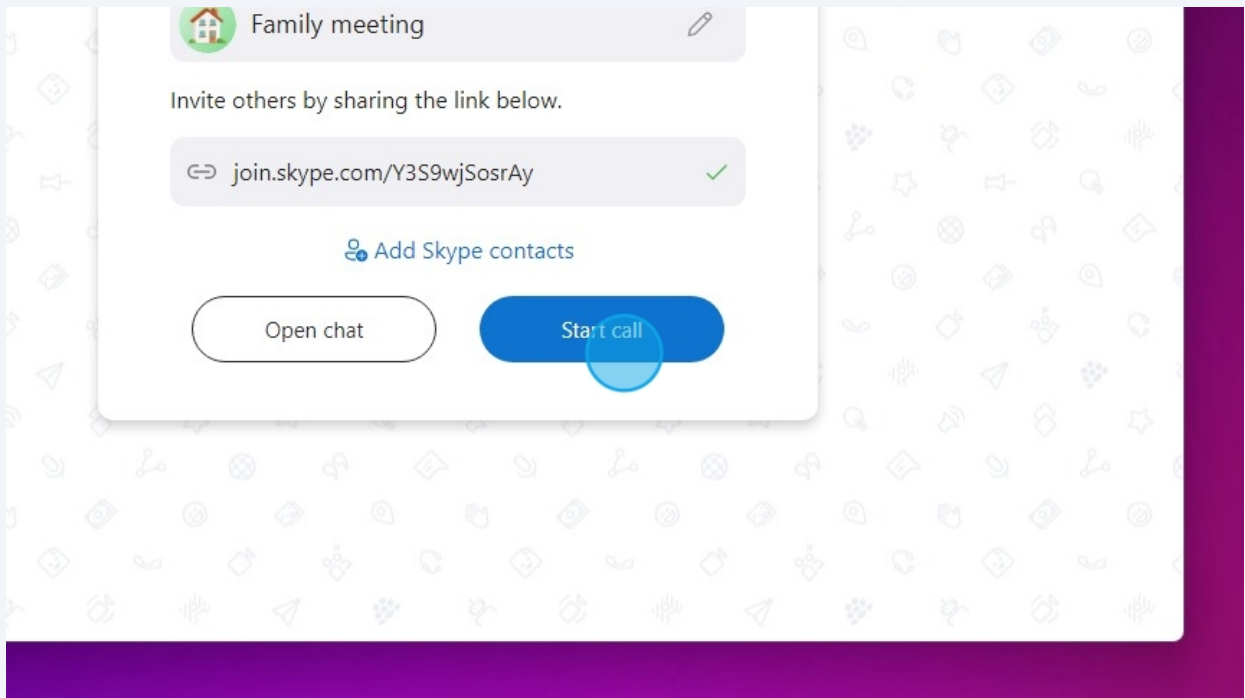 Family meeting
Invite others by sharing the link below.
join.skype.com/Y3S9wjSosrAy
Add Skype contacts
Open chat
Start call